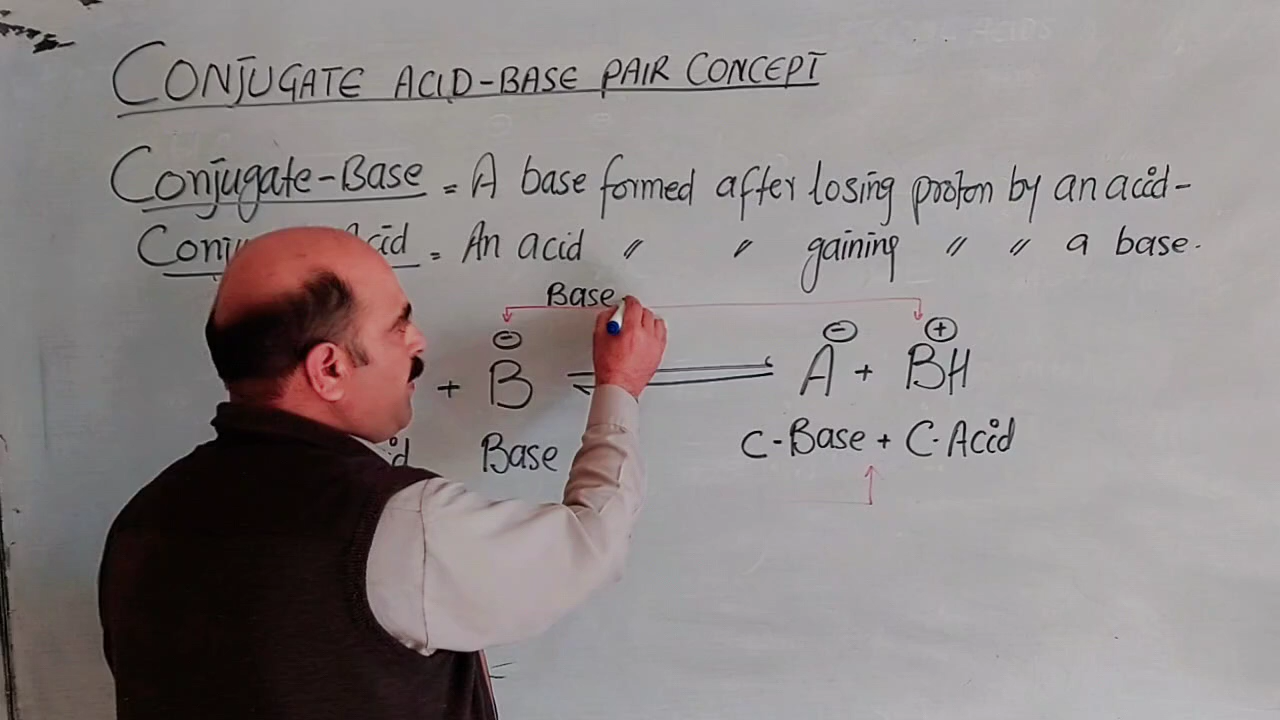 CONJUGATE ACID-BASE PAIR CONCEPT
Conjugate-Base = A base formed after losing proton by an acid-
Conju Acid = An acid " " gaining " " a base.
Base
+ B⊖ ⇌ A⊖ + BH⊕
d Base C-Base + C.Acid